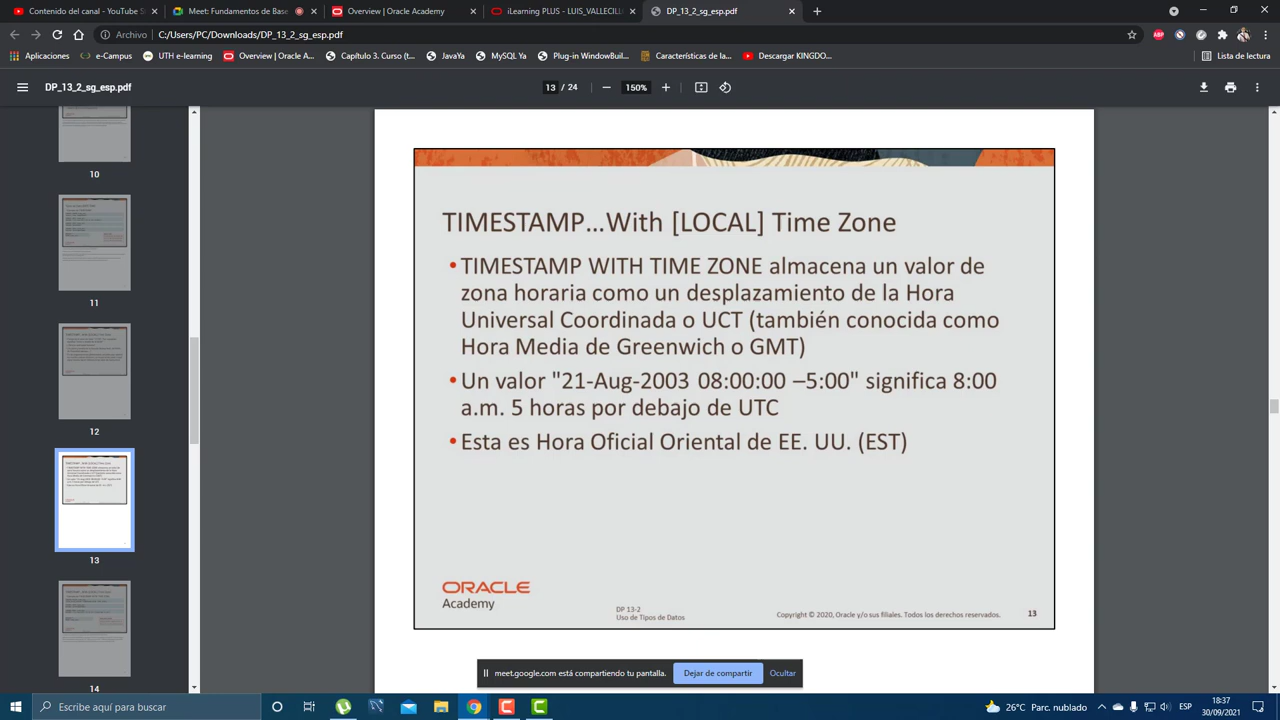 Contenido del curso - YouTube S
Meet: Fundamentos de Base
Overview | Oracle Academy
iLearning PLUS - LUIS_VALLECILL
DP_13_2_sg_esp.pdf
Archivo | C:/Users/PC/Downloads/DP_13_2_sg_esp.pdf
ABP
Aplicaciones
e-Campus
UTH e-learning
Overview | Oracle A...
Capítulo 3. Curso (t...
JavaYa
MySQL Ya
Plug-in WindowBuil...
Características de la...
Descargar KINGDO...
Lista de lectura
DP_13_2_sg_esp.pdf
13 / 24
150%
10
11
12
13
14
TIMESTAMP...With [LOCAL] Time Zone
•TIMESTAMP WITH TIME ZONE almacena un valor de
zona horaria como un desplazamiento de la Hora
Universal Coordinada o UCT (también conocida como
Hora Media de Greenwich o GMT)
•Un valor "21-Aug-2003 08:00:00 –5:00" significa 8:00
a.m. 5 horas por debajo de UTC
•Esta es Hora Oficial Oriental de EE. UU. (EST)
ORACLE
Academy
DP 13-2
Uso de Tipos de Datos
Copyright © 2020, Oracle y/o sus filiales. Todos los derechos reservados.
13
meet.google.com está compartiendo tu pantalla.
Dejar de compartir
Ocultar
Escribe aquí para buscar
26°C Parc. nublado
ESP
18:37
30/09/2021